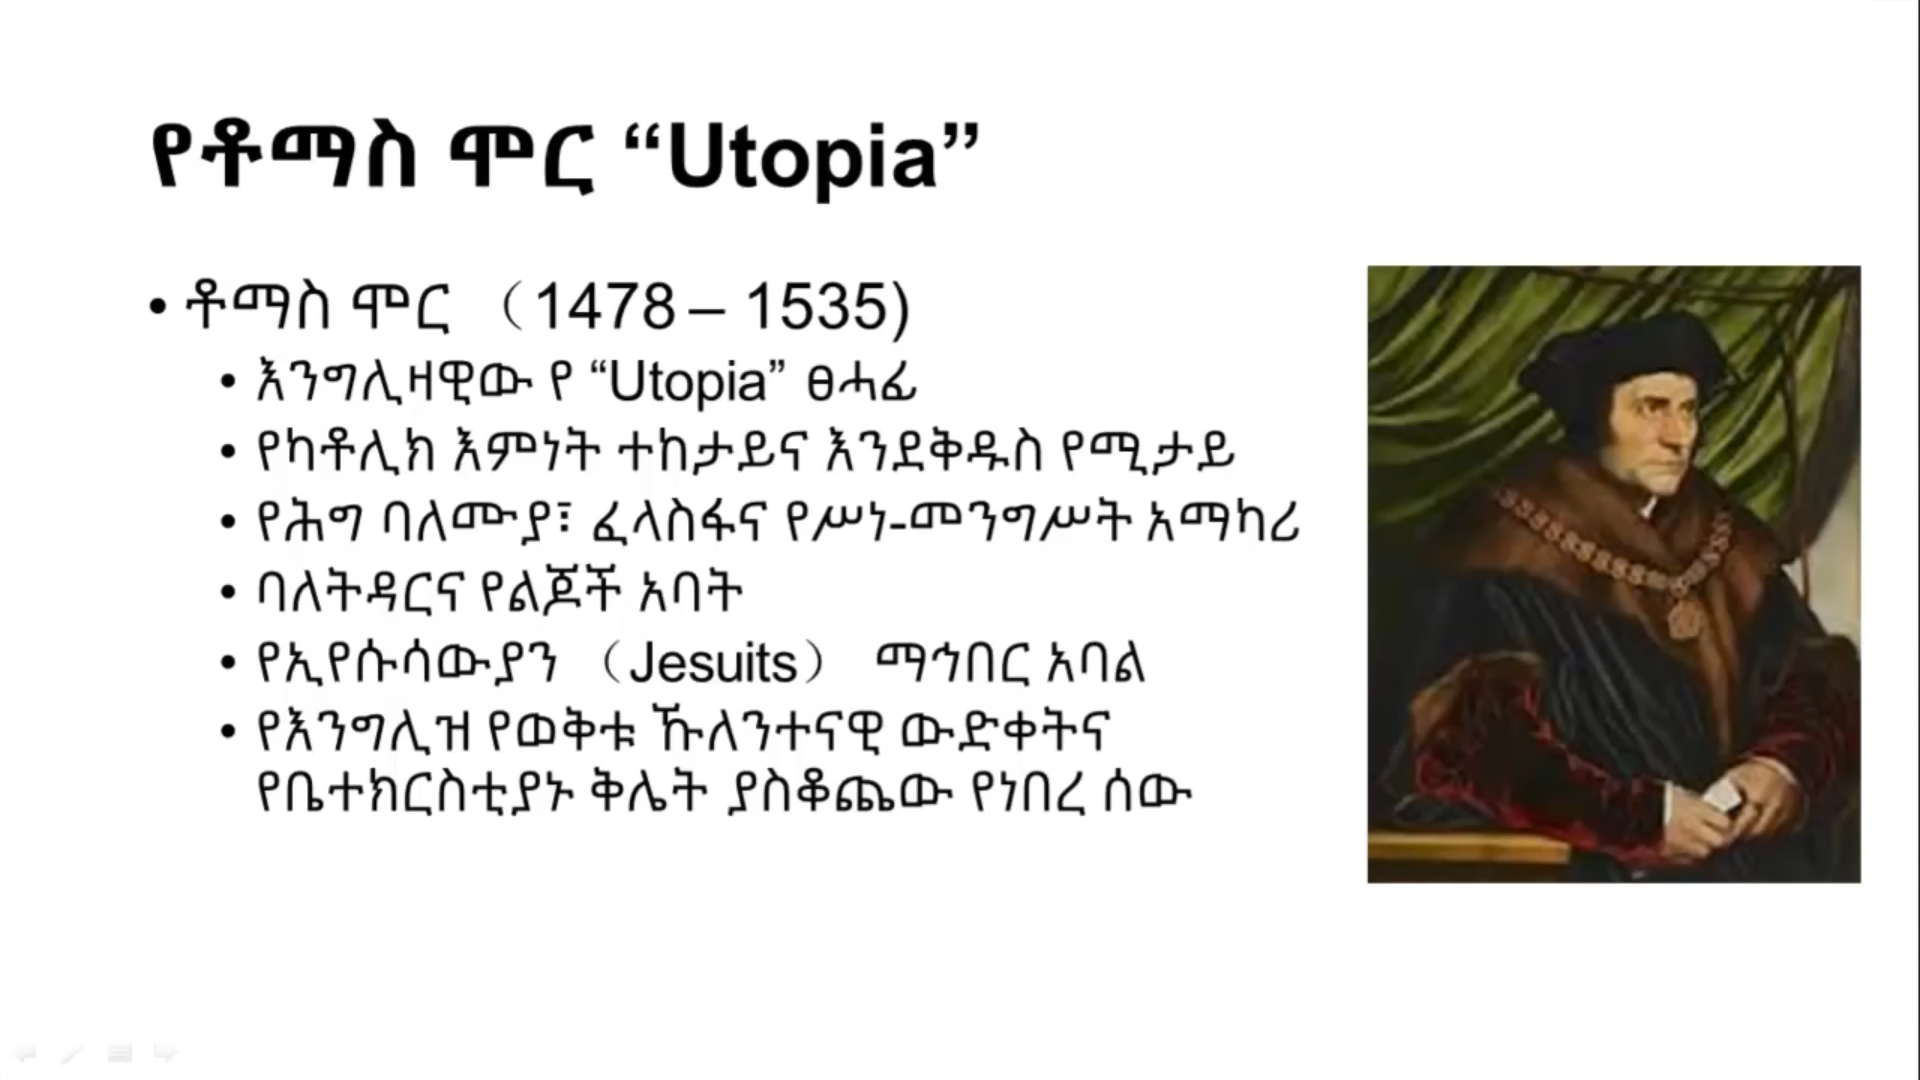 የቶማስ ሞር “Utopia”
• ቶማስ ሞር （1478 – 1535)
• እንግሊዛዊው የ “Utopia” ፀሓፊ
• የካቶሊክ እምነት ተከታይና እንደቅዱስ የሚታይ
• የሕግ ባለሙያ፣ ፈላስፋና የሥነ-መንግሥት አማካሪ
• ባለትዳርና የልጆች አባት
• የኢየሱሳውያን （Jesuits） ማኅበር አባል
• የእንግሊዝ የወቅቱ ኹለንተናዊ ውድቀትና
የቤተክርስቲያኑ ቅሌት ያስቆጨው የነበረ ሰው